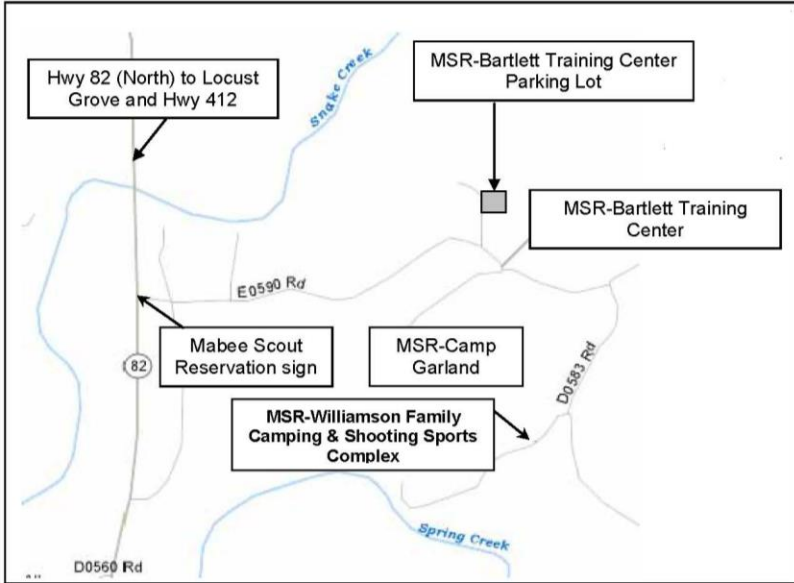 Hwy 82 (North) to Locust
Grove and Hwy 412
Snake Creek
MSR-Bartlett Training Center
Parking Lot
MSR-Bartlett Training
Center
E0590 Rd
Mabee Scout
Reservation sign
MSR-Camp
Garland
82
D0583 Rd
MSR-Williamson Family
Camping & Shooting Sports
Complex
Spring Creek
D0560 Rd